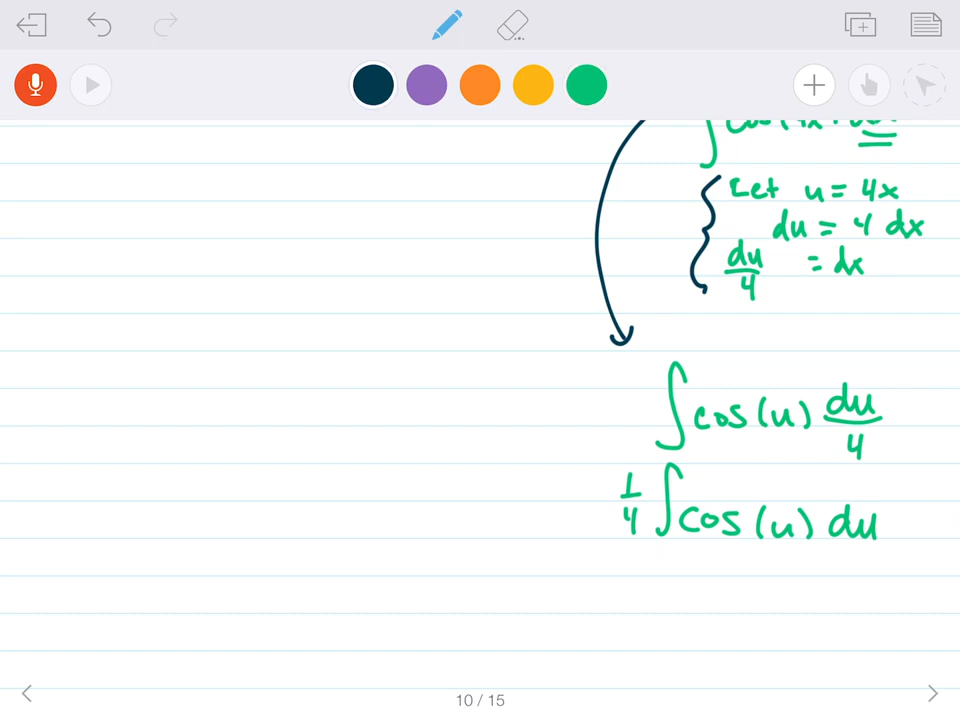 Let u = 4x
du = 4 dx
du/4 = dx
∫cos(u) du/4
1/4 ∫cos(u) du
10 / 15